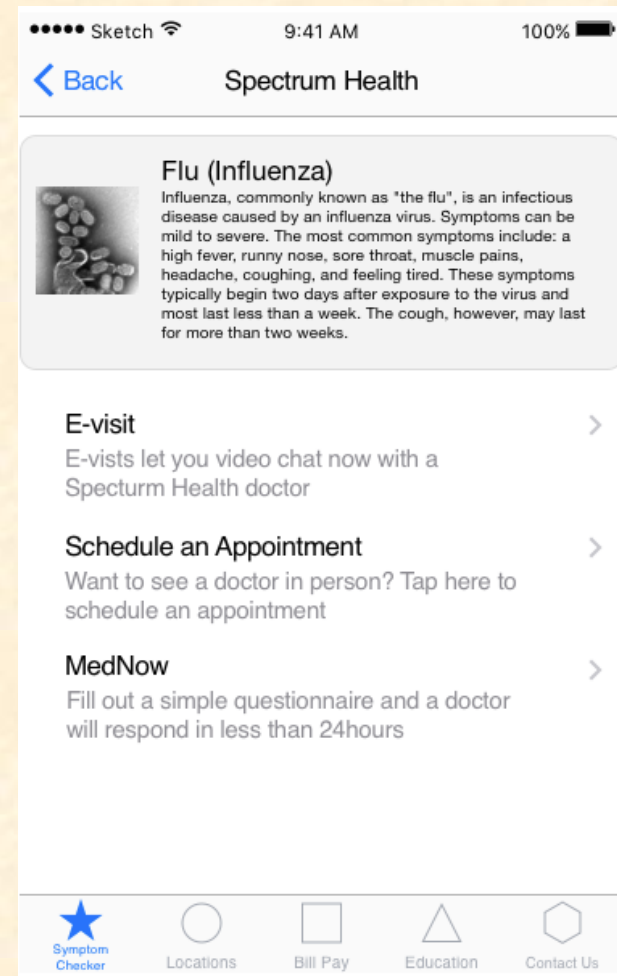 ●●●●● Sketch 9:41 AM 100%
Back Spectrum Health
Flu (Influenza)
Influenza, commonly known as "the flu", is an infectious
disease caused by an influenza virus. Symptoms can be
mild to severe. The most common symptoms include: a
high fever, runny nose, sore throat, muscle pains,
headache, coughing, and feeling tired. These symptoms
typically begin two days after exposure to the virus and
most last less than a week. The cough, however, may last
for more than two weeks.
E-visit
E-vists let you video chat now with a
Specturm Health doctor
Schedule an Appointment
Want to see a doctor in person? Tap here to
schedule an appointment
MedNow
Fill out a simple questionnaire and a doctor
will respond in less than 24hours
Symptom
Checker Locations Bill Pay Education Contact Us